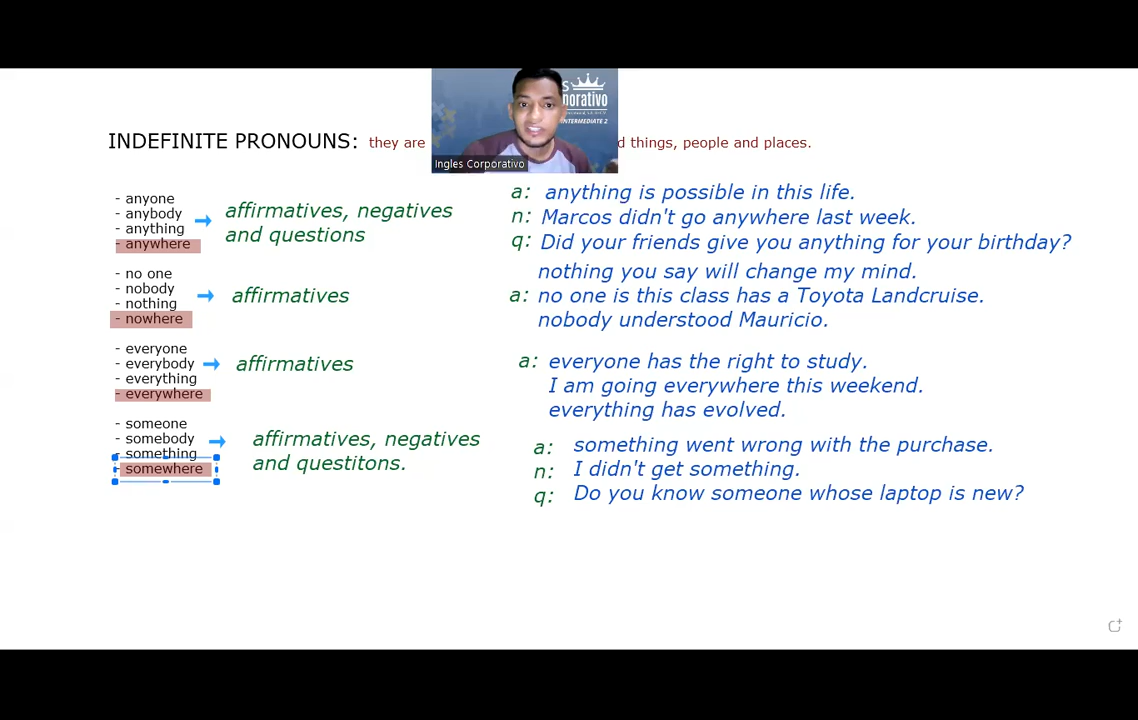 S
porativo
INTERMEDIATE 2
Ingles Corporativo
INDEFINITE PRONOUNS: they are d things, people and places.
- anyone
- anybody
- anything
- anywhere
affirmatives, negatives
and questions
a: anything is possible in this life.
n: Marcos didn't go anywhere last week.
q: Did your friends give you anything for your birthday?
- no one
- nobody
- nothing
- nowhere
affirmatives
nothing you say will change my mind.
a: no one is this class has a Toyota Landcruise.
nobody understood Mauricio.
- everyone
- everybody
- everything
- everywhere
affirmatives
a: everyone has the right to study.
I am going everywhere this weekend.
everything has evolved.
- someone
- somebody
- something
- somewhere
affirmatives, negatives
and questitons.
a: something went wrong with the purchase.
n: I didn't get something.
q: Do you know someone whose laptop is new?